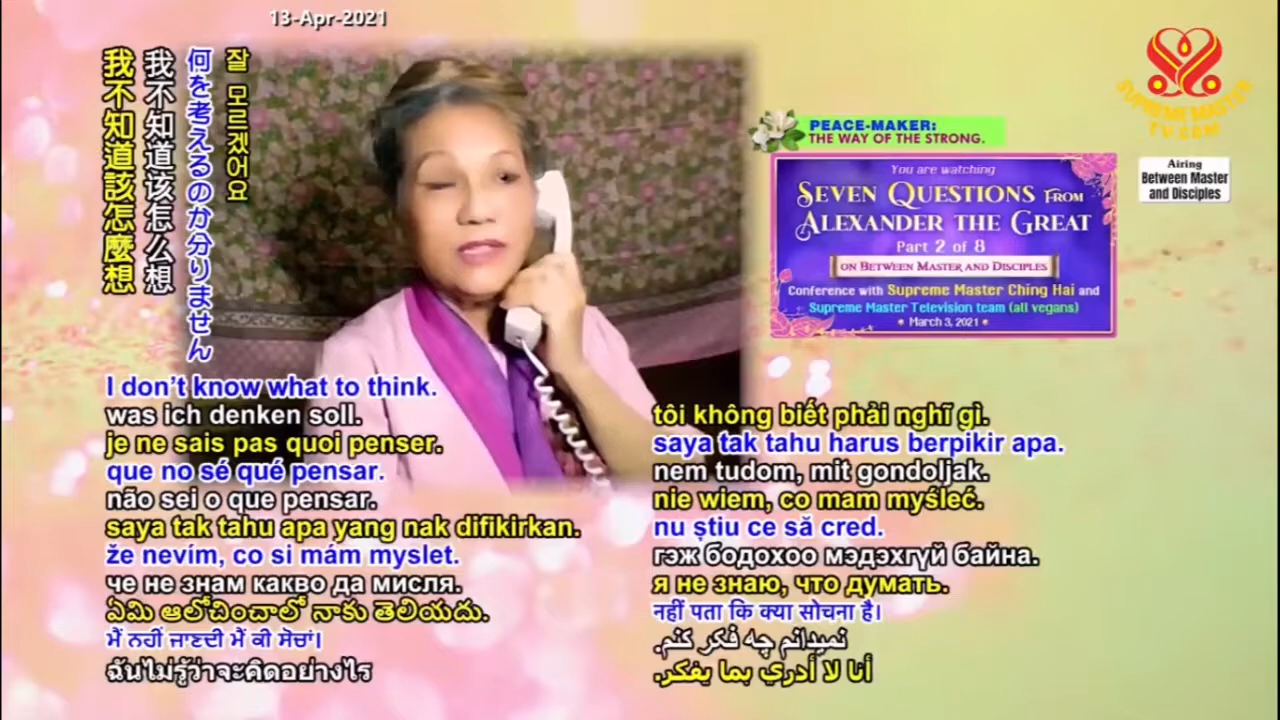 13-Apr-2021
잘 모르겠어요
何を考えるのか分りません
我不知道该怎么想
我不知道該怎麼想
SUPREME MASTER
TV.COM
PEACE-MAKER:
THE WAY OF THE STRONG.
You are watching
SEVEN QUESTIONS FROM
ALEXANDER THE GREAT
Part 2 of 8
ON BETWEEN MASTER AND DISCIPLES
Conference with Supreme Master Ching Hai and
Supreme Master Television team (all vegans)
* March 3, 2021 *
Airing
Between Master
and Disciples
I don't know what to think.
was ich denken soll.
je ne sais pas quoi penser.
que no sé qué pensar.
não sei o que pensar.
saya tak tahu apa yang nak difikirkan.
že nevím, co si mám myslet.
че не знам какво да мисля.
ఏమి ఆలోచించాలో నాకు తెలియదు.
ਮੈਂ ਨਹੀਂ ਜਾਣਦੀ ਮੈਂ ਕੀ ਸੋਚਾਂ।
ฉันไม่รู้ว่าจะคิดอย่างไร
tôi không biết phải nghĩ gì.
saya tak tahu harus berpikir apa.
nem tudom, mit gondoljak.
nie wiem, co mam myśleć.
nu știu ce să cred.
гэж бодохоо мэдэхгүй байна.
я не знаю, что думать.
नहीं पता कि क्या सोचना है।
نمیدانم چه فکر کنم.
أنا لا أدري بما يفكر.